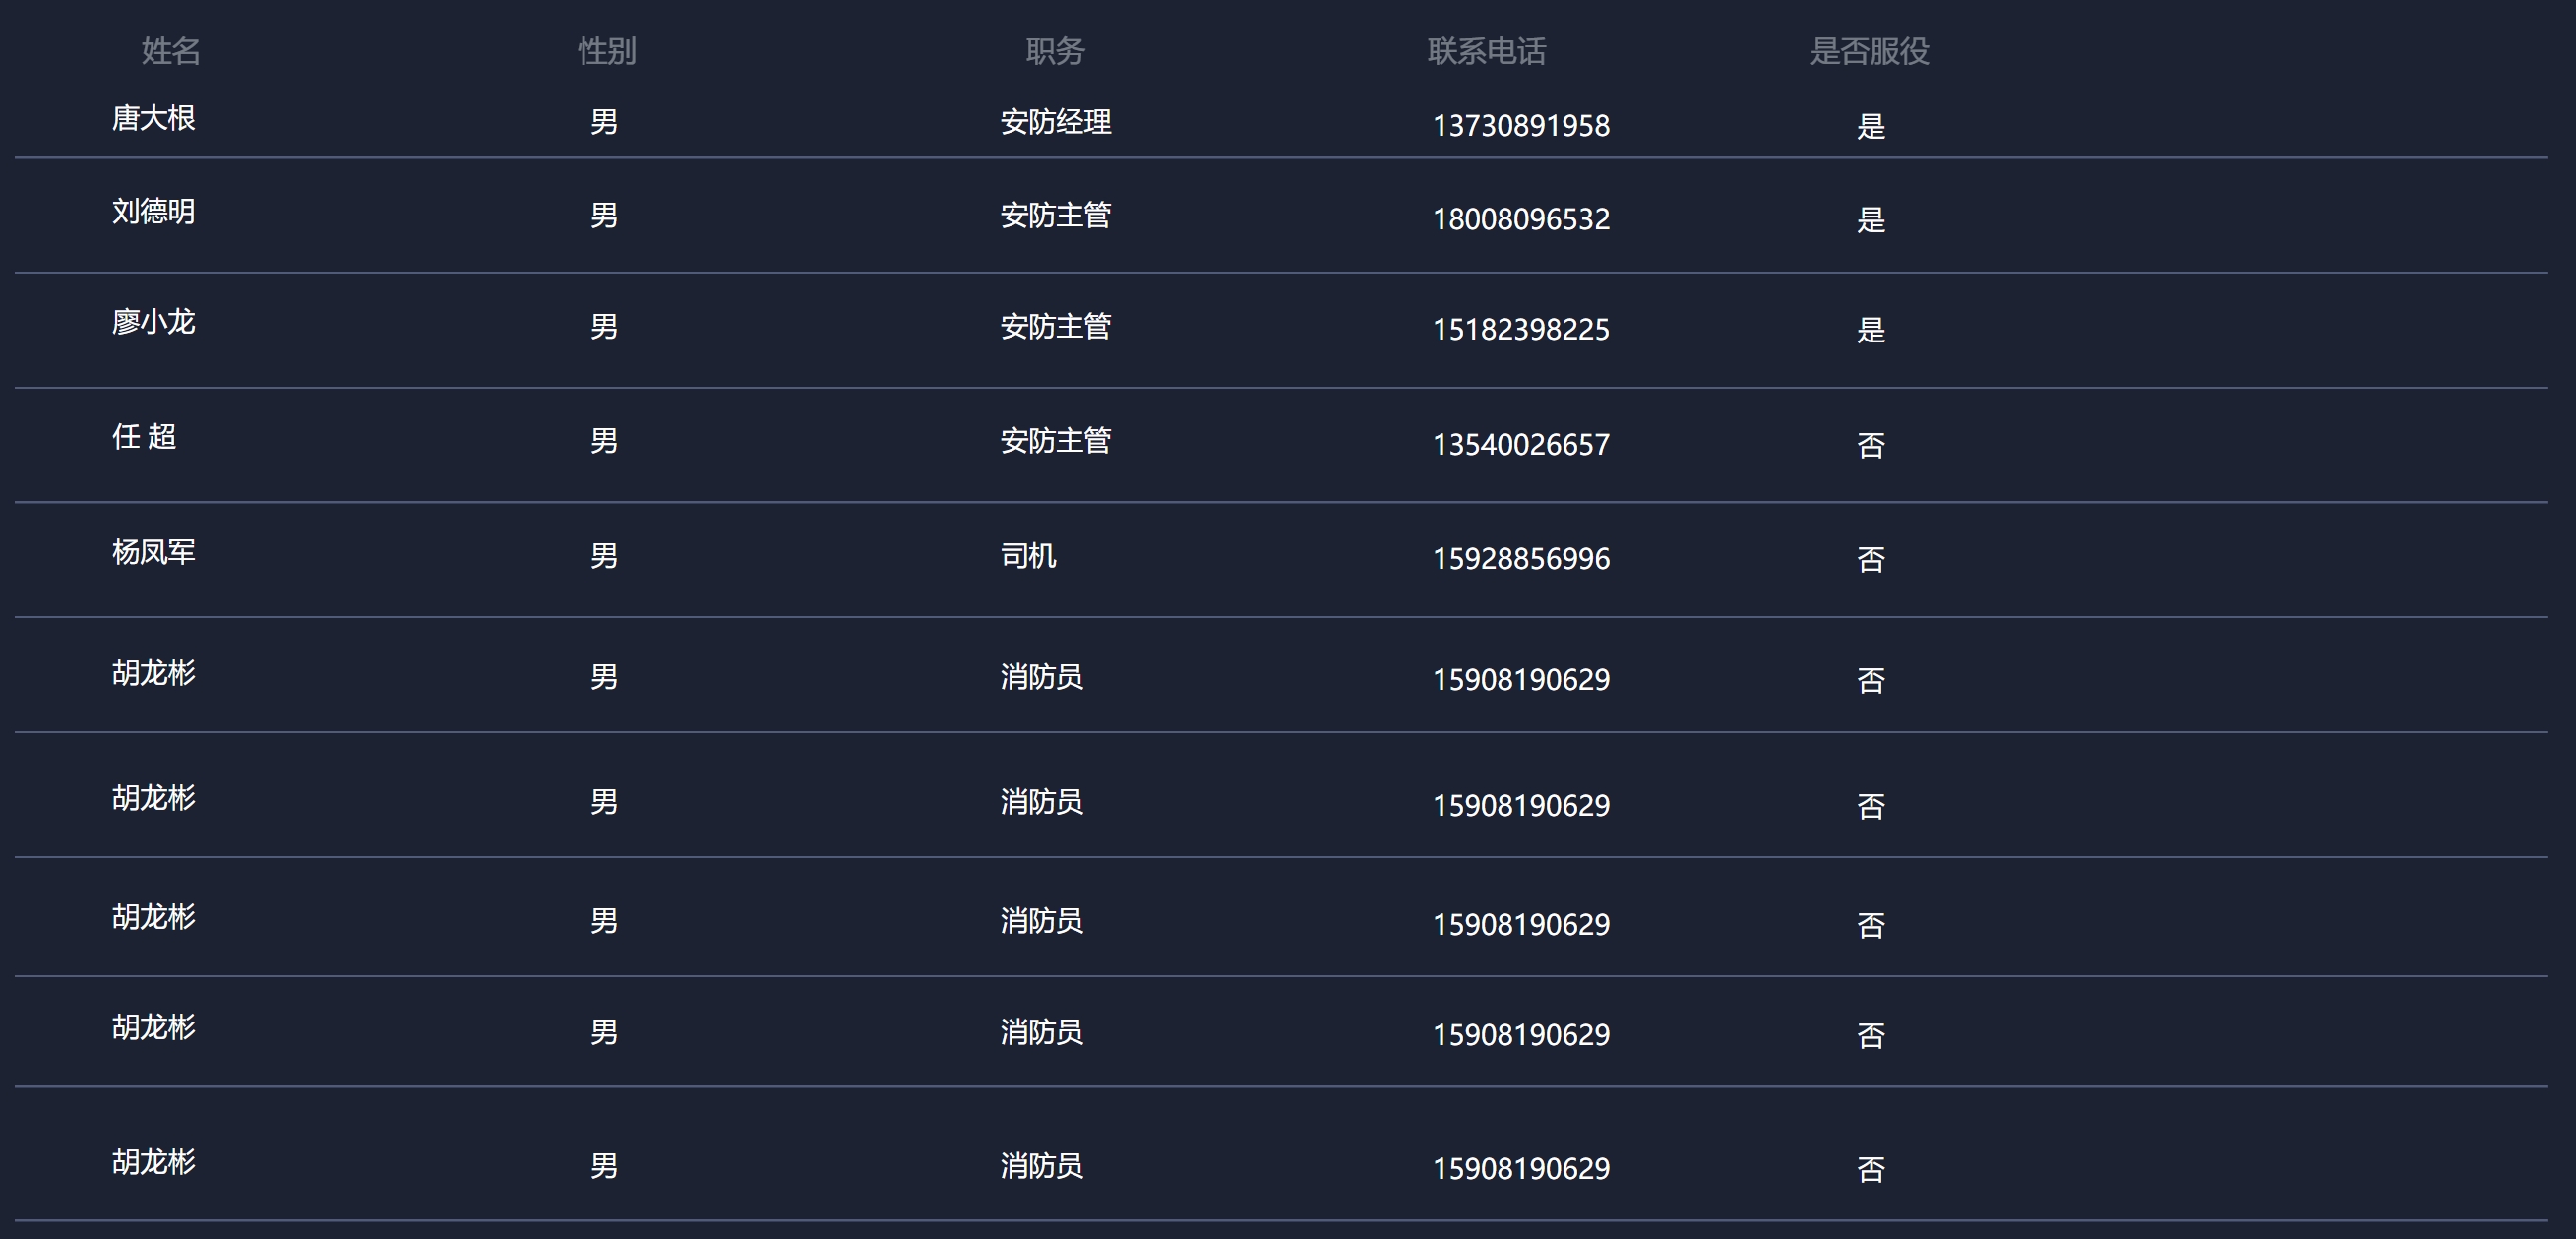 姓名 性别 职务 联系电话 是否服役
唐大根 男 安防经理 13730891958 是
刘德明 男 安防主管 18008096532 是
廖小龙 男 安防主管 15182398225 是
任 超 男 安防主管 13540026657 否
杨凤军 男 司机 15928856996 否
胡龙彬 男 消防员 15908190629 否
胡龙彬 男 消防员 15908190629 否
胡龙彬 男 消防员 15908190629 否
胡龙彬 男 消防员 15908190629 否
胡龙彬 男 消防员 15908190629 否